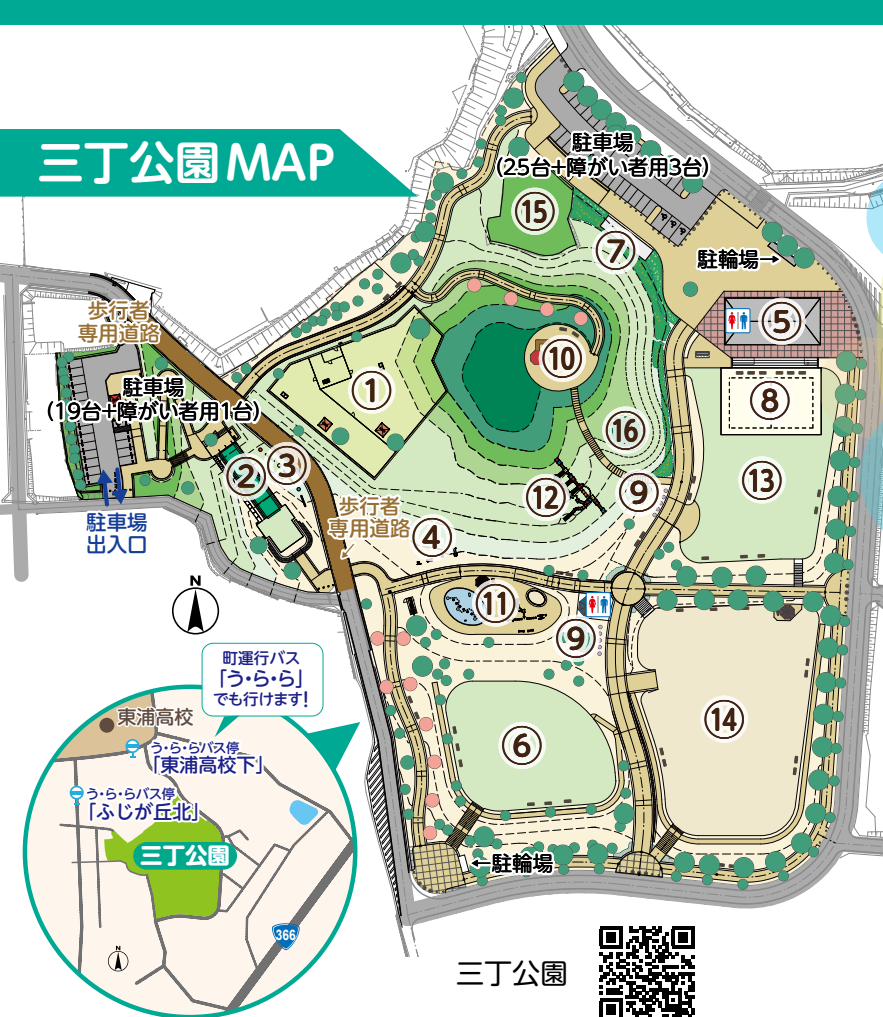 三丁公園MAP
駐車場
(25台+障がい者用3台)
⑮
⑦
駐輪場→
歩行者
専用道路
⑤
⑩
駐車場
(19台+障がい者用1台)
①
⑧
⑯
②
③
⑬
⑫
⑨
駐車場
出入口
歩行者
専用道路
④
N
⑪
⑨
町運行バス
「う・ら・ら」
でも行けます!
⑥
⑭
東浦高校
う・ら・らバス停
「東浦高校下」
う・ら・らバス停
「ふじが丘北」
三丁公園
←駐輪場
366
N
三丁公園